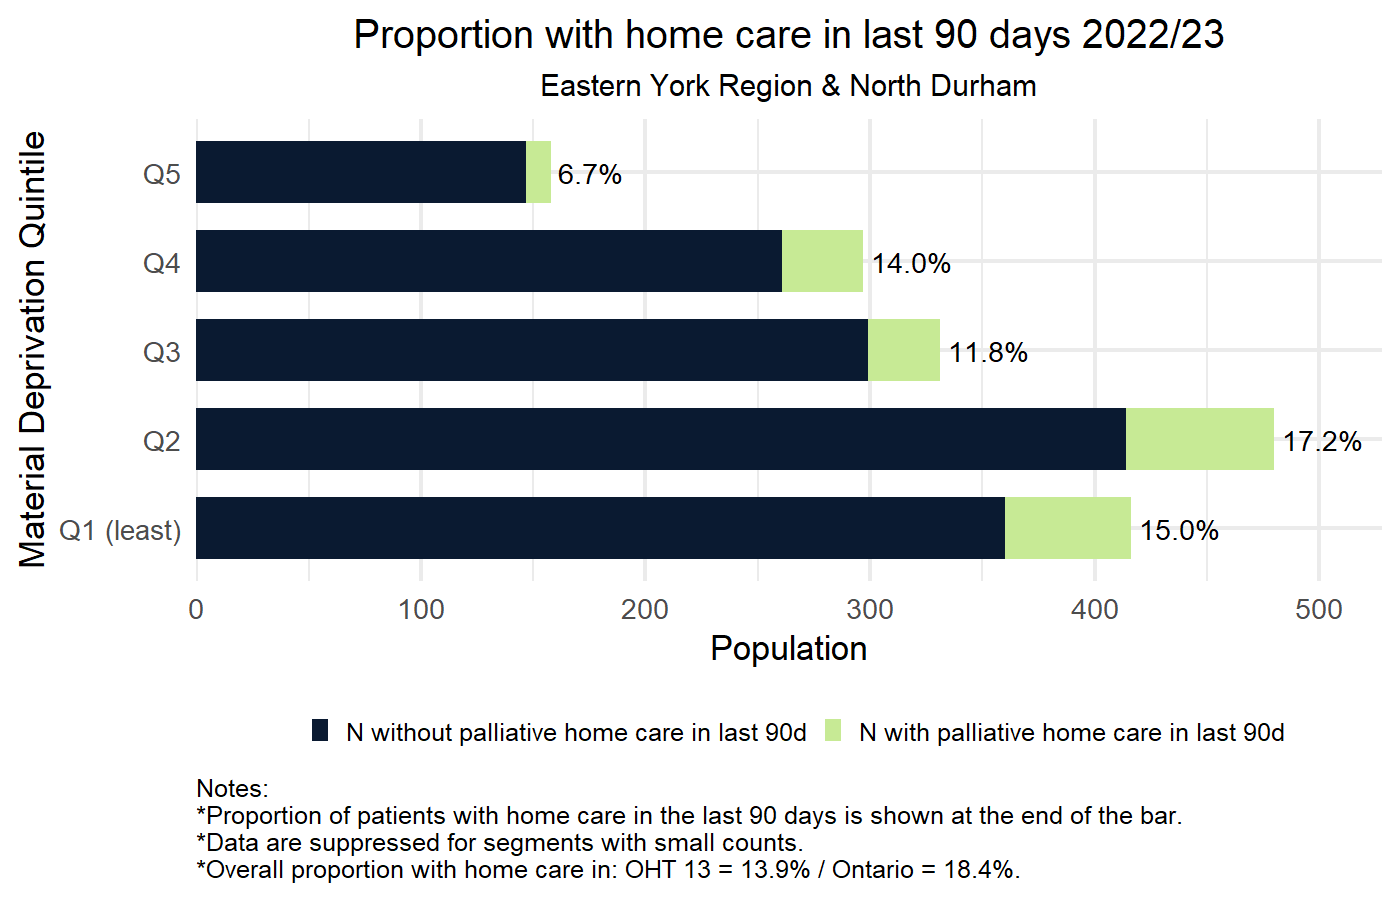 Proportion with home care in last 90 days 2022/23
Eastern York Region & North Durham
Material Deprivation Quintile
Q5
6.7%
Q4
14.0%
Q3
11.8%
Q2
17.2%
Q1 (least)
15.0%
0 100 200 300 400 500
Population
N without palliative home care in last 90d N with palliative home care in last 90d
Notes:
*Proportion of patients with home care in the last 90 days is shown at the end of the bar.
*Data are suppressed for segments with small counts.
*Overall proportion with home care in: OHT 13 = 13.9% / Ontario = 18.4%.